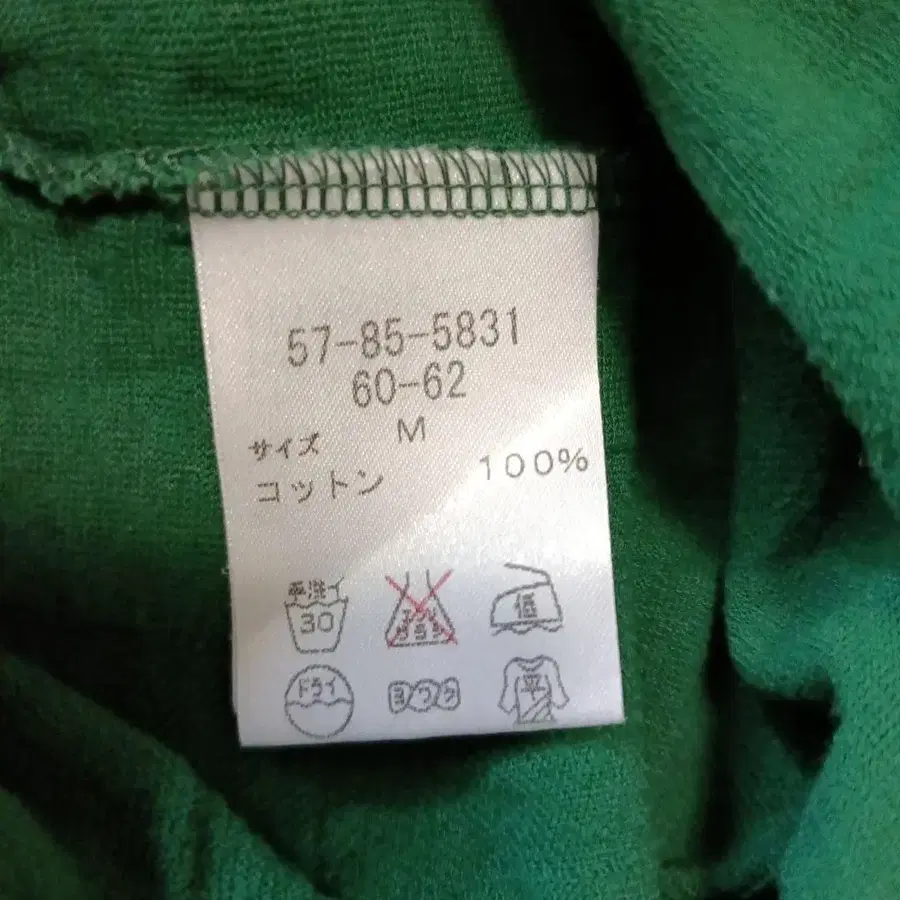 57-85-5831
60-62
サイズ M
コットン 100%
手洗イ
30
低
ドライ
ヨワク
平